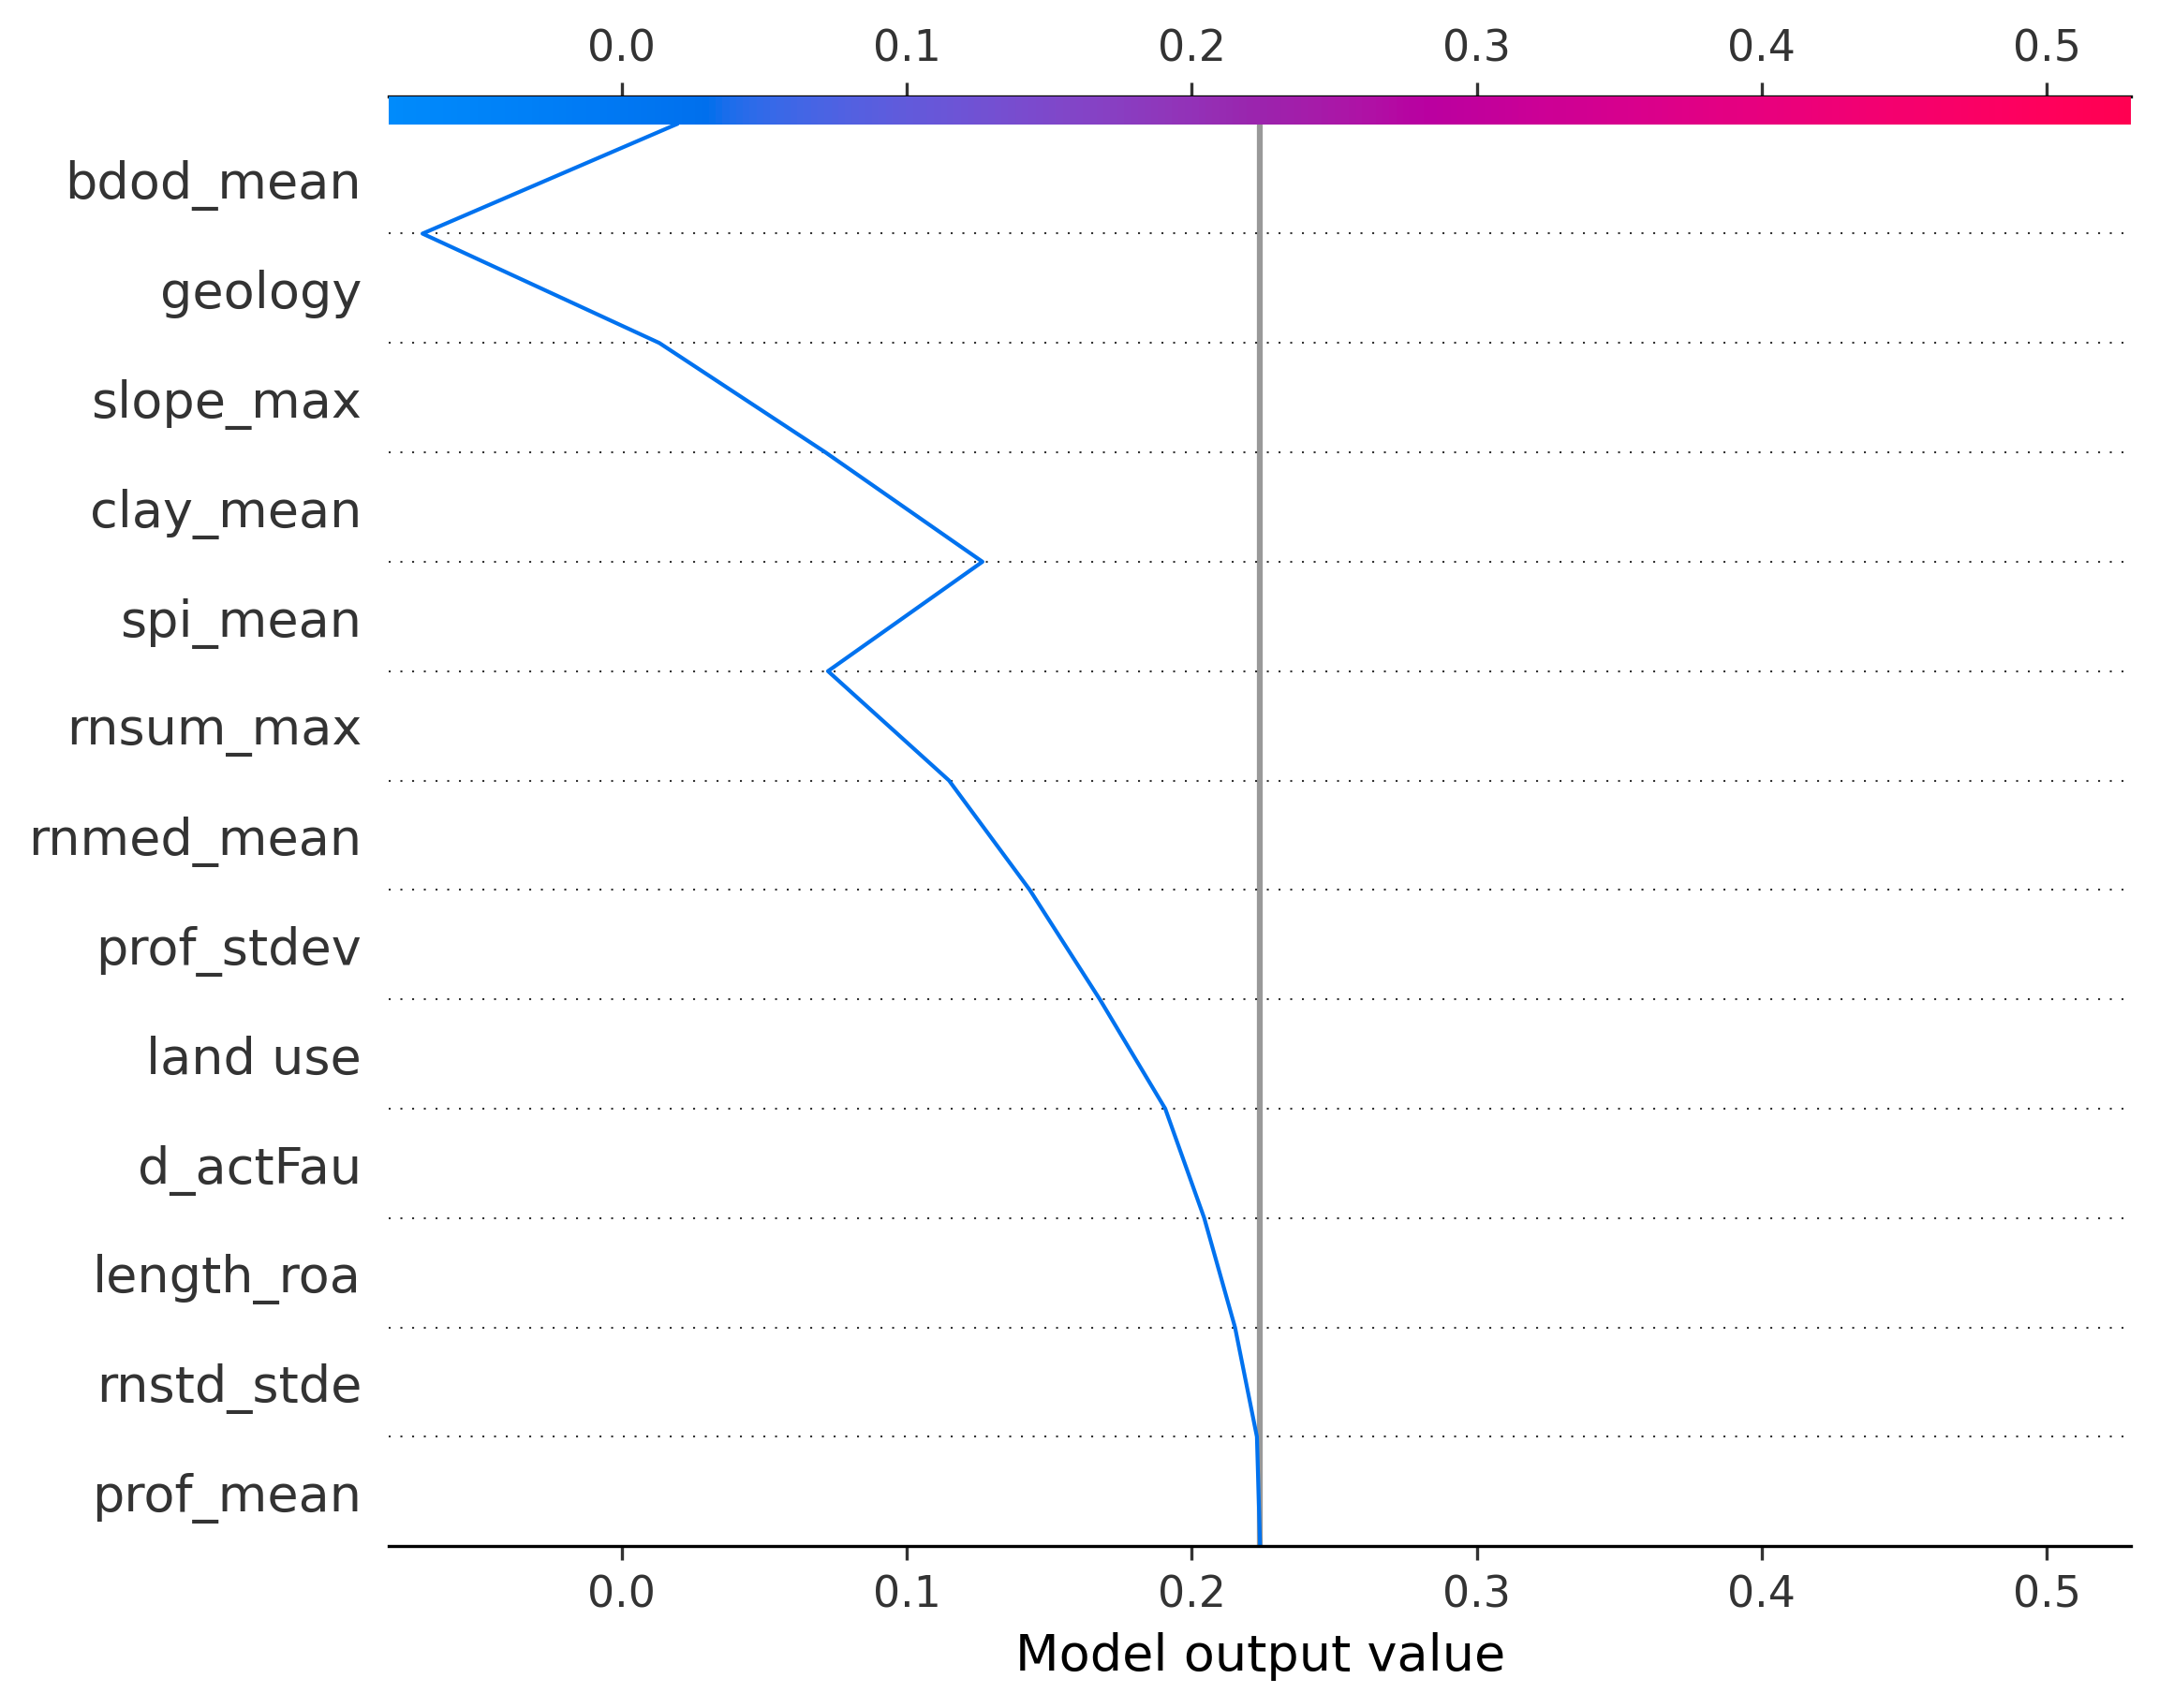 0.0 0.1 0.2 0.3 0.4 0.5
bdod_mean
geology
slope_max
clay_mean
spi_mean
rnsum_max
rnmed_mean
prof_stdev
land use
d_actFau
length_roa
rnstd_stde
prof_mean
0.0 0.1 0.2 0.3 0.4 0.5
Model output value